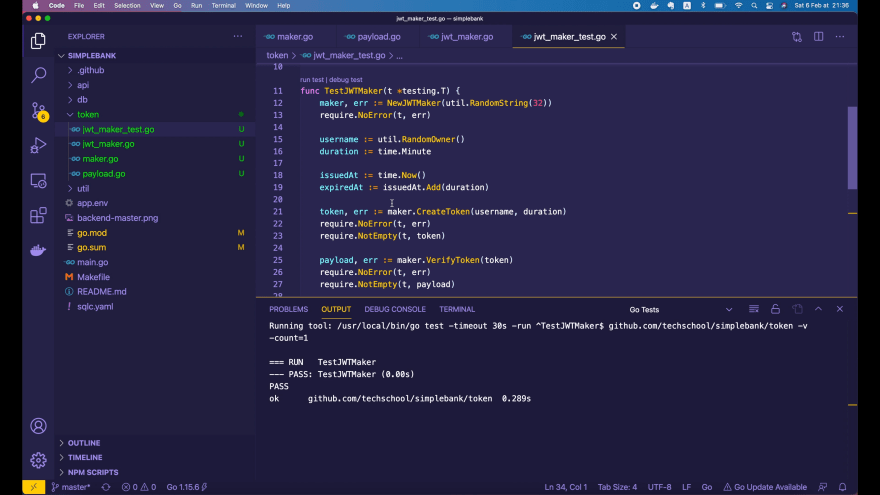 Code File Edit Selection View Go Run Terminal Window Help Sat 6 Feb at 21:36
jwt_maker_test.go — simplebank
EXPLORER
SIMPLEBANK
.github
api
db
token
jwt_maker_test.go U
jwt_maker.go U
maker.go U
payload.go U
util
app.env
backend-master.png
go.mod M
go.sum M
main.go
Makefile
README.md
sqlc.yaml
OUTLINE
TIMELINE
NPM SCRIPTS
maker.go payload.go jwt_maker.go jwt_maker_test.go
token > jwt_maker_test.go > ...
10
run test | debug test
11 func TestJWTMaker(t *testing.T) {
12 maker, err := NewJWTMaker(util.RandomString(32))
13 require.NoError(t, err)
14
15 username := util.RandomOwner()
16 duration := time.Minute
17
18 issuedAt := time.Now()
19 expiredAt := issuedAt.Add(duration)
20
21 token, err := maker.CreateToken(username, duration)
22 require.NoError(t, err)
23 require.NotEmpty(t, token)
24
25 payload, err := maker.VerifyToken(token)
26 require.NoError(t, err)
27 require.NotEmpty(t, payload)
28
PROBLEMS OUTPUT DEBUG CONSOLE TERMINAL Go Tests
Running tool: /usr/local/bin/go test -timeout 30s -run ^TestJWTMaker$ github.com/techschool/simplebank/token -v
-count=1
=== RUN TestJWTMaker
--- PASS: TestJWTMaker (0.00s)
PASS
ok github.com/techschool/simplebank/token 0.289s
6
master* 0 0 Go 1.15.6 Ln 34, Col 1 Tab Size: 4 UTF-8 LF Go Go Update Available